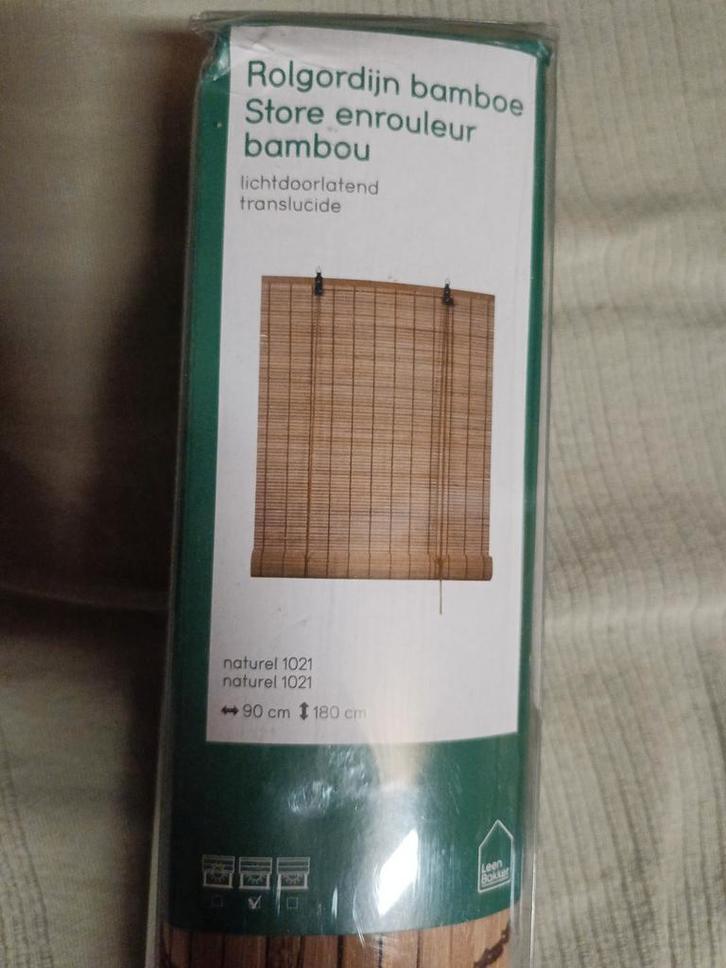 Rolgordijn bamboe
Store enrouleur
bambou
lichtdoorlatend
translucide
naturel 1021
naturel 1021
90 cm 180 cm
Leen
Bakker